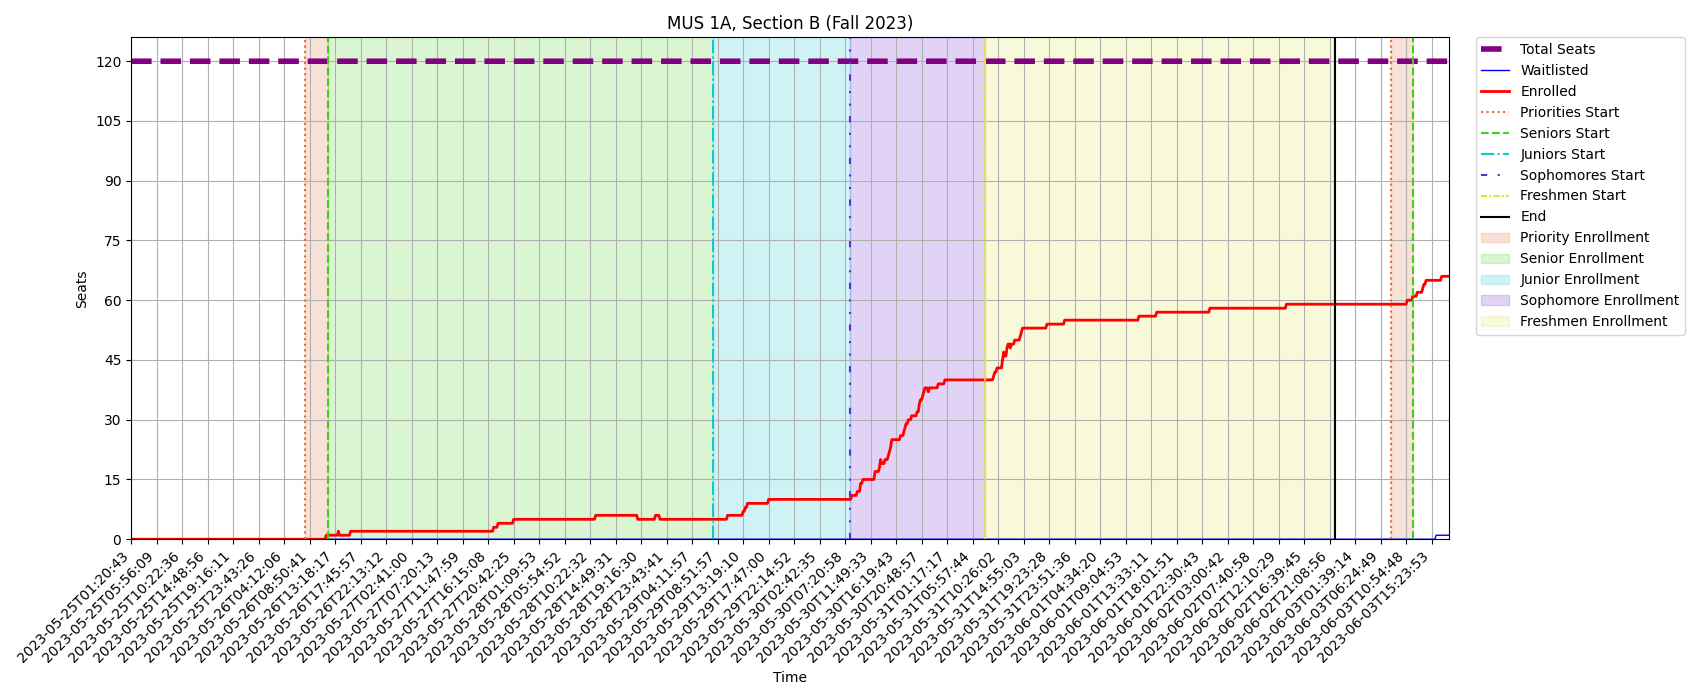 MUS 1A, Section B (Fall 2023)
Seats
120
105
90
75
60
45
30
15
0
2023-05-25T01:20:43
2023-05-25T05:56:09
2023-05-25T10:22:36
2023-05-25T14:48:56
2023-05-25T19:16:11
2023-05-25T23:43:26
2023-05-26T04:12:06
2023-05-26T08:50:41
2023-05-26T13:18:17
2023-05-26T17:45:57
2023-05-26T22:13:12
2023-05-27T02:41:00
2023-05-27T07:20:13
2023-05-27T11:47:59
2023-05-27T16:15:08
2023-05-27T20:42:25
2023-05-28T01:09:53
2023-05-28T05:54:52
2023-05-28T10:22:32
2023-05-28T14:49:31
2023-05-28T19:16:30
2023-05-28T23:43:41
2023-05-29T04:11:57
2023-05-29T08:51:57
2023-05-29T13:19:10
2023-05-29T17:47:00
2023-05-29T22:14:52
2023-05-30T02:42:35
2023-05-30T07:20:58
2023-05-30T11:49:33
2023-05-30T16:19:43
2023-05-30T20:48:57
2023-05-31T01:17:17
2023-05-31T05:57:44
2023-05-31T10:26:02
2023-05-31T14:55:03
2023-05-31T19:23:28
2023-05-31T23:51:36
2023-06-01T04:34:20
2023-06-01T09:04:53
2023-06-01T13:33:11
2023-06-01T18:01:51
2023-06-01T22:30:43
2023-06-02T03:00:42
2023-06-02T07:40:58
2023-06-02T12:10:29
2023-06-02T16:39:45
2023-06-02T21:08:56
2023-06-03T01:39:14
2023-06-03T06:24:49
2023-06-03T10:54:48
2023-06-03T15:23:53
Time
Total Seats
Waitlisted
Enrolled
Priorities Start
Seniors Start
Juniors Start
Sophomores Start
Freshmen Start
End
Priority Enrollment
Senior Enrollment
Junior Enrollment
Sophomore Enrollment
Freshmen Enrollment